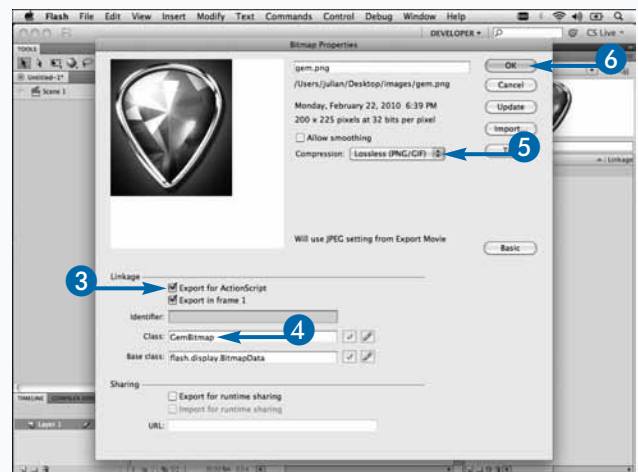 Flash File Edit View Insert Modify Text Commands Control Debug Window Help
DEVELOPER
CS Live
TOOLS
Bitmap Properties
Untitled-1*
Scene 1
gem.png
OK
6
/Users/julian/Desktop/images/gem.png
Cancel
Monday, February 22, 2010 6:39 PM
Update
200 x 225 pixels at 32 bits per pixel
Import...
Allow smoothing
Compression: Lossless (PNG/GIF)
5
Linkage
Will use JPEG setting from Export Movie
Basic
Linkage
3
Export for ActionScript
Export in frame 1
Identifier:
Class: GemBitmap
4
Base class: flash.display.BitmapData
Sharing
TIMELINE
Export for runtime sharing
Import for runtime sharing
Layer 1
URL: